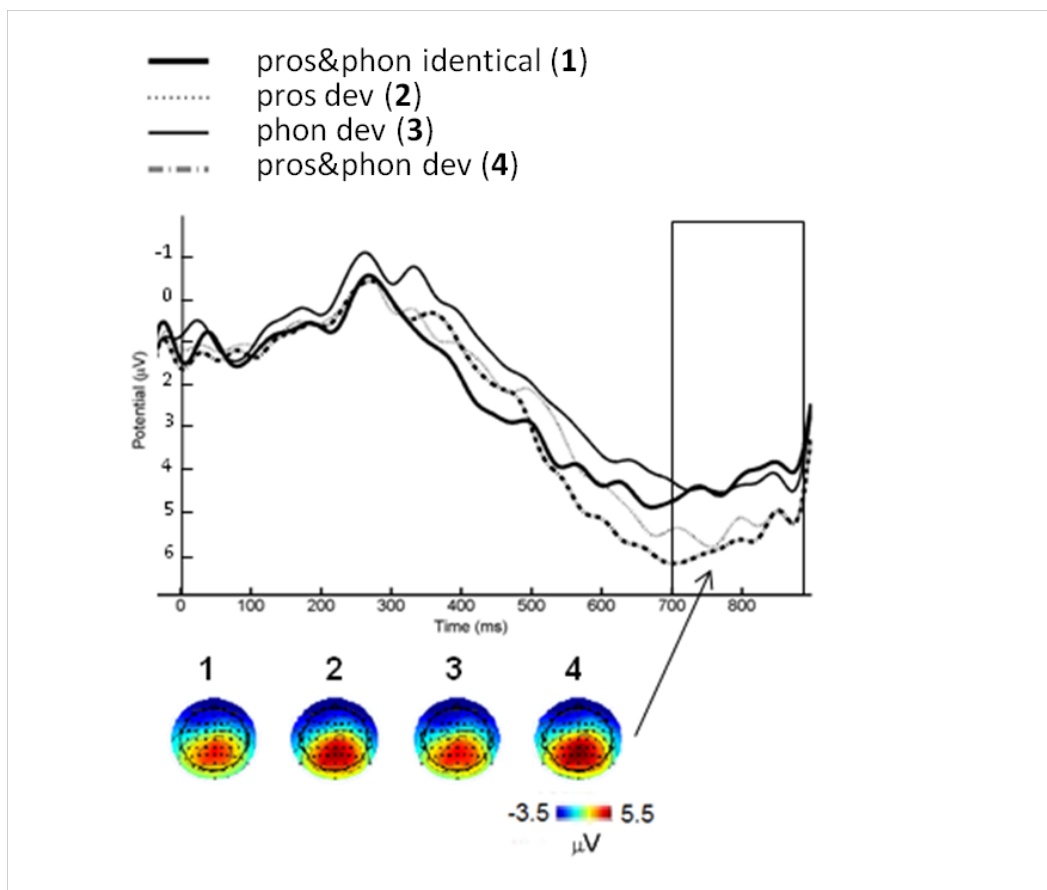 pros&phon identical (1)
pros dev (2)
phon dev (3)
pros&phon dev (4)
-1
0
2
3
4
5
6
Potential (µV)
0 100 200 300 400 500 600 700 800
Time (ms)
1 2 3 4
-3.5 5.5
µV